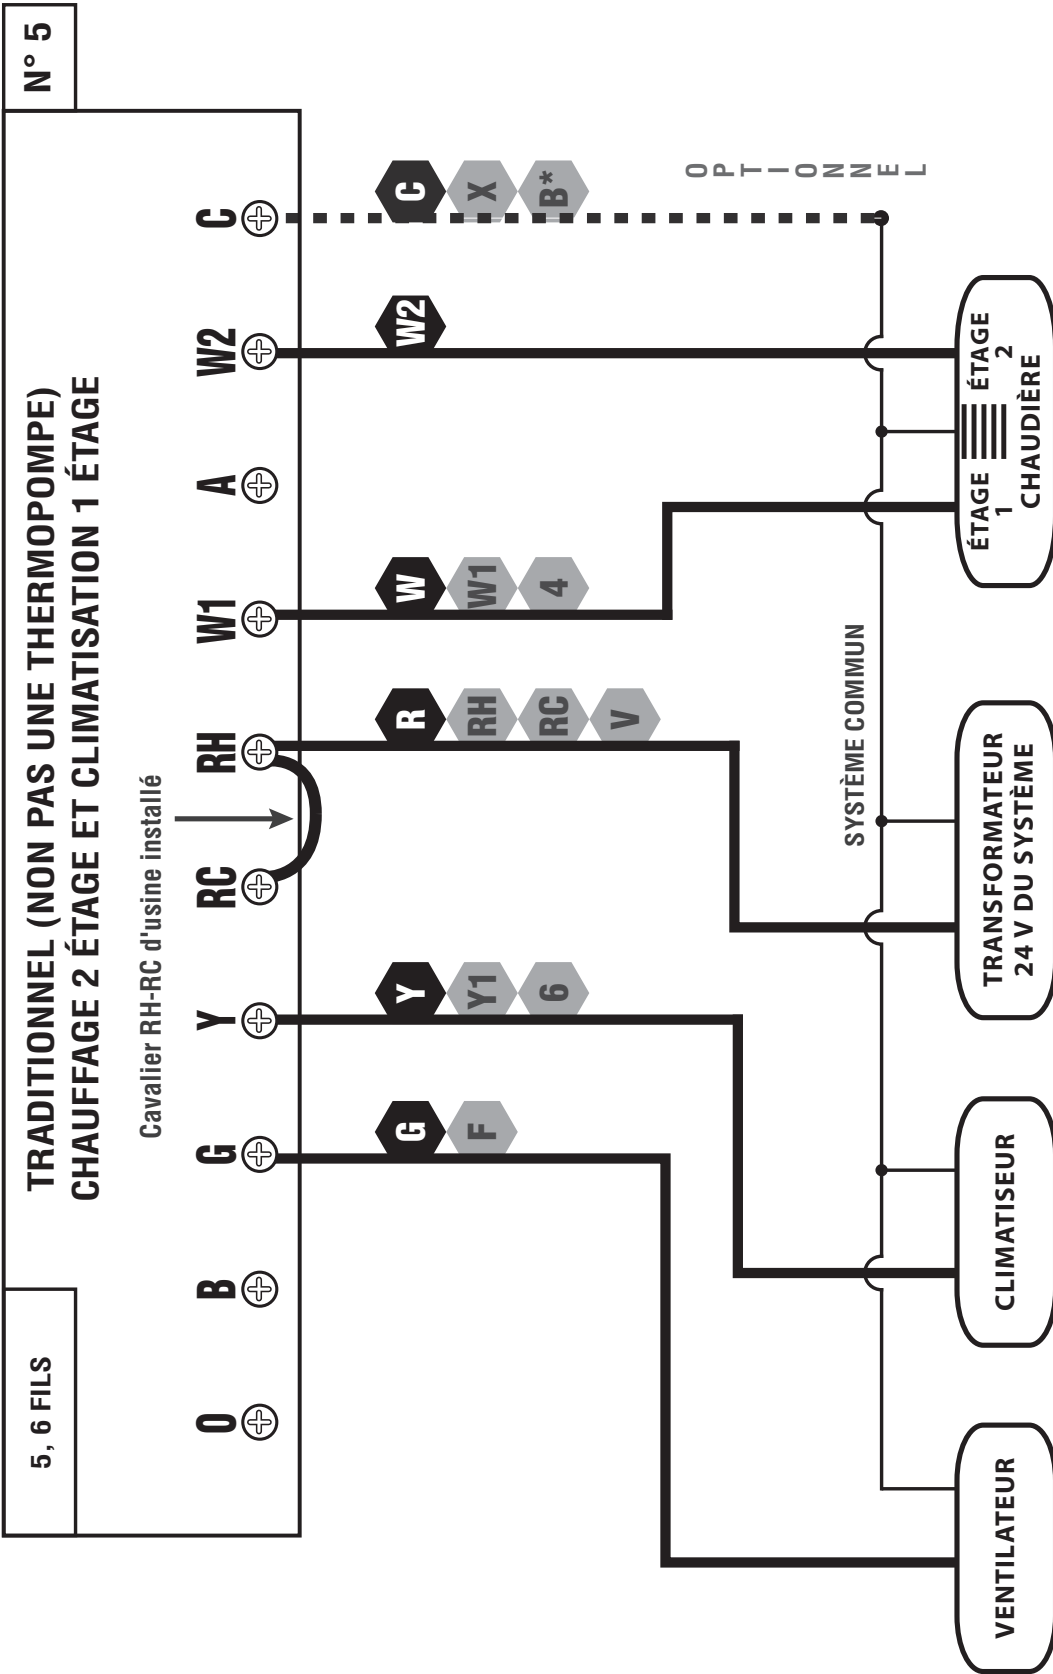 5, 6 FILS
TRADITIONNEL (NON PAS UNE THERMOPOMPE)
CHAUFFAGE 2 ÉTAGE ET CLIMATISATION 1 ÉTAGE
N° 5
Cavalier RH-RC d'usine installé
O B G Y RC RH W1 A W2 C
G Y R W W2 C
F Y1 RH W1 X
6 RC 4 B*
V
OPTIONNEL
SYSTÈME COMMUN
VENTILATEUR
CLIMATISEUR
TRANSFORMATEUR
24 V DU SYSTÈME
ÉTAGE
1
ÉTAGE
2
CHAUDIÈRE